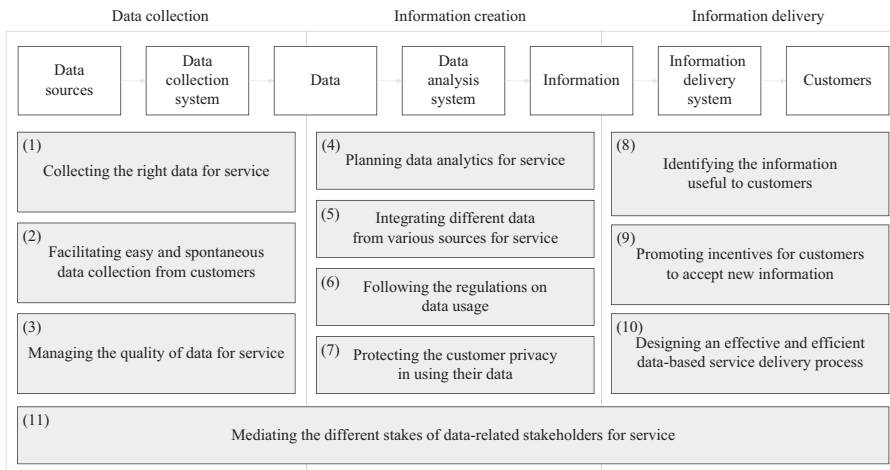 Data collection
Information creation
Information delivery
Data
sources
Data
collection
system
Data
Data
analysis
system
Information
Information
delivery
system
Customers
(1)
Collecting the right data for service
(2)
Facilitating easy and spontaneous
data collection from customers
(3)
Managing the quality of data for service
(4)
Planning data analytics for service
(5)
Integrating different data
from various sources for service
(6)
Following the regulations on
data usage
(7)
Protecting the customer privacy
in using their data
(8)
Identifying the information
useful to customers
(9)
Promoting incentives for customers
to accept new information
(10)
Designing an effective and efficient
data-based service delivery process
(11)
Mediating the different stakes of data-related stakeholders for service